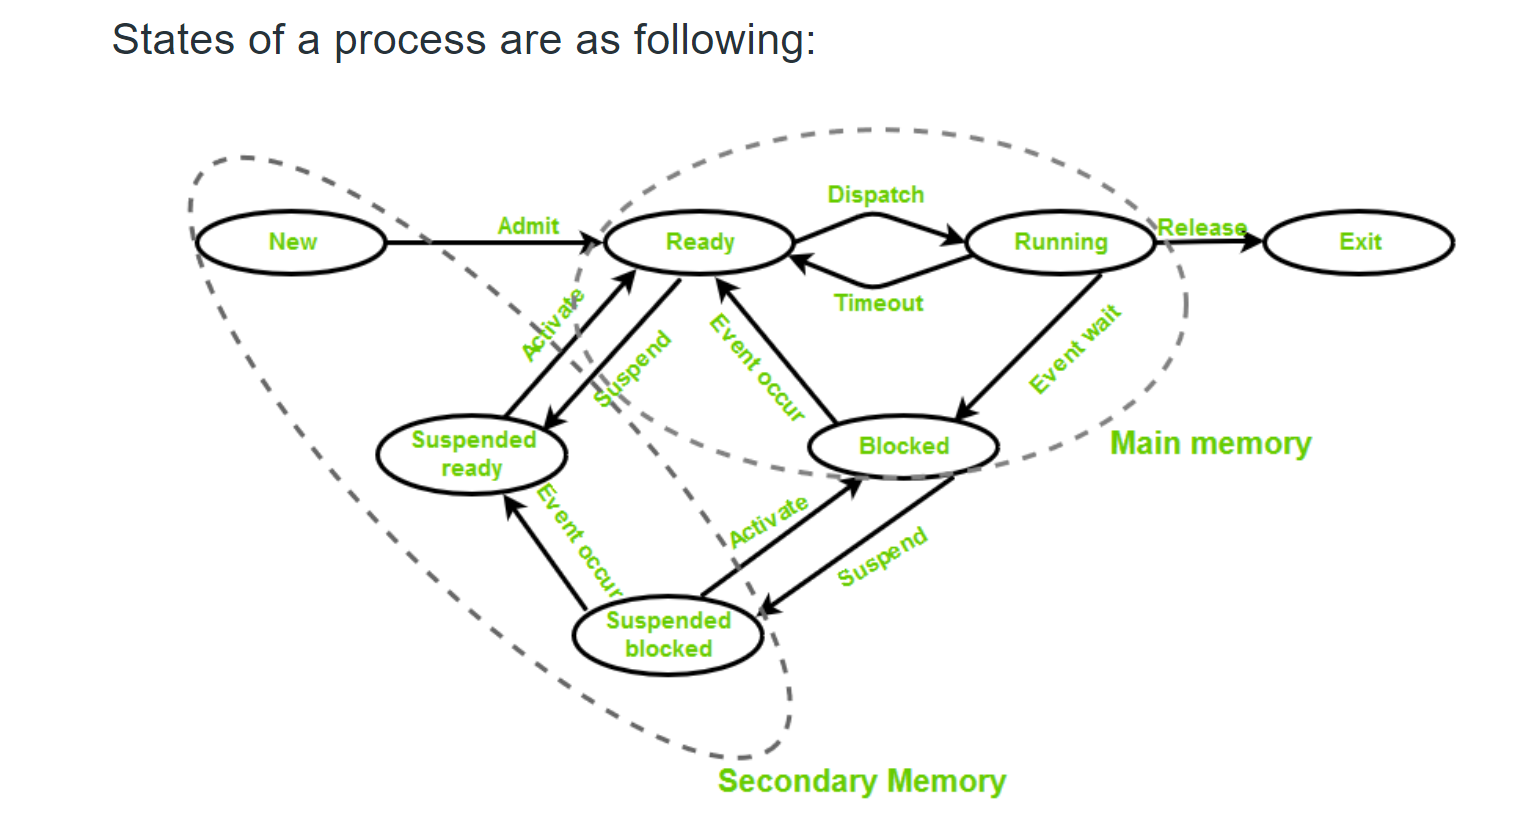 States of a process are as following:
Dispatch
Admit
Release
New
Ready
Running
Exit
Timeout
Activate
Suspend
Event occur
Event wait
Suspended
ready
Blocked
Main memory
Event occur
Activate
Suspend
Suspended
blocked
Secondary Memory